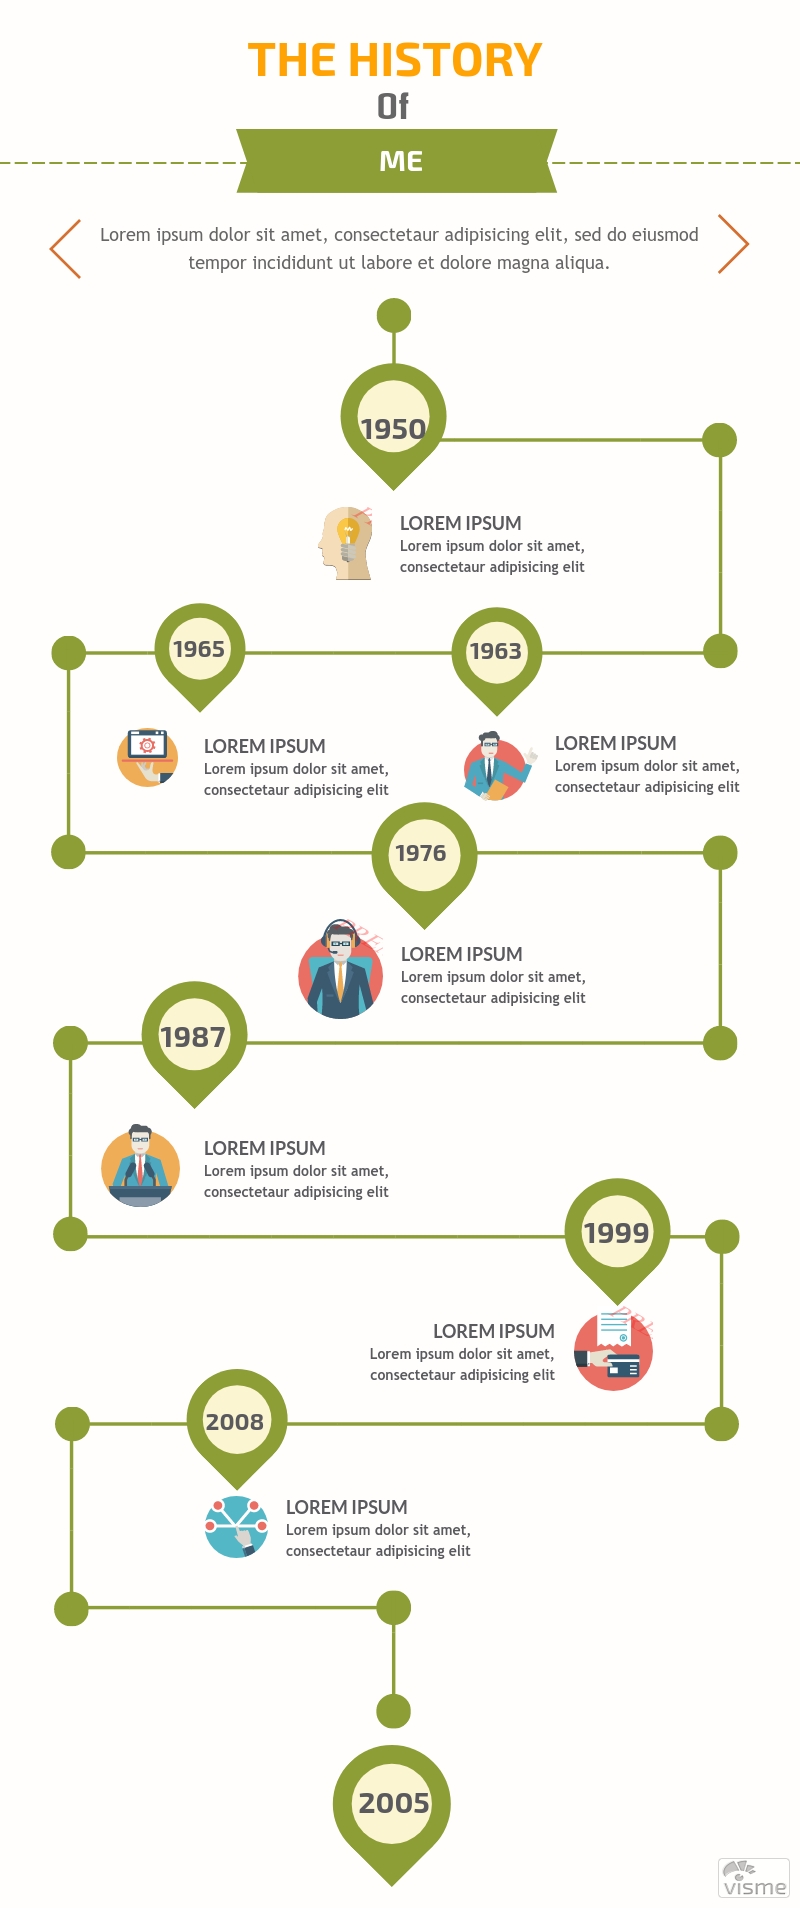 THE HISTORY
Of
ME
Lorem ipsum dolor sit amet, consectetaur adipisicing elit, sed do eiusmod
tempor incididunt ut labore et dolore magna aliqua.
1950
LOREM IPSUM
Lorem ipsum dolor sit amet,
consectetaur adipisicing elit
1965
1963
LOREM IPSUM
Lorem ipsum dolor sit amet,
consectetaur adipisicing elit
LOREM IPSUM
Lorem ipsum dolor sit amet,
consectetaur adipisicing elit
1976
LOREM IPSUM
Lorem ipsum dolor sit amet,
consectetaur adipisicing elit
1987
LOREM IPSUM
Lorem ipsum dolor sit amet,
consectetaur adipisicing elit
1999
LOREM IPSUM
Lorem ipsum dolor sit amet,
consectetaur adipisicing elit
2008
LOREM IPSUM
Lorem ipsum dolor sit amet,
consectetaur adipisicing elit
2005
visme